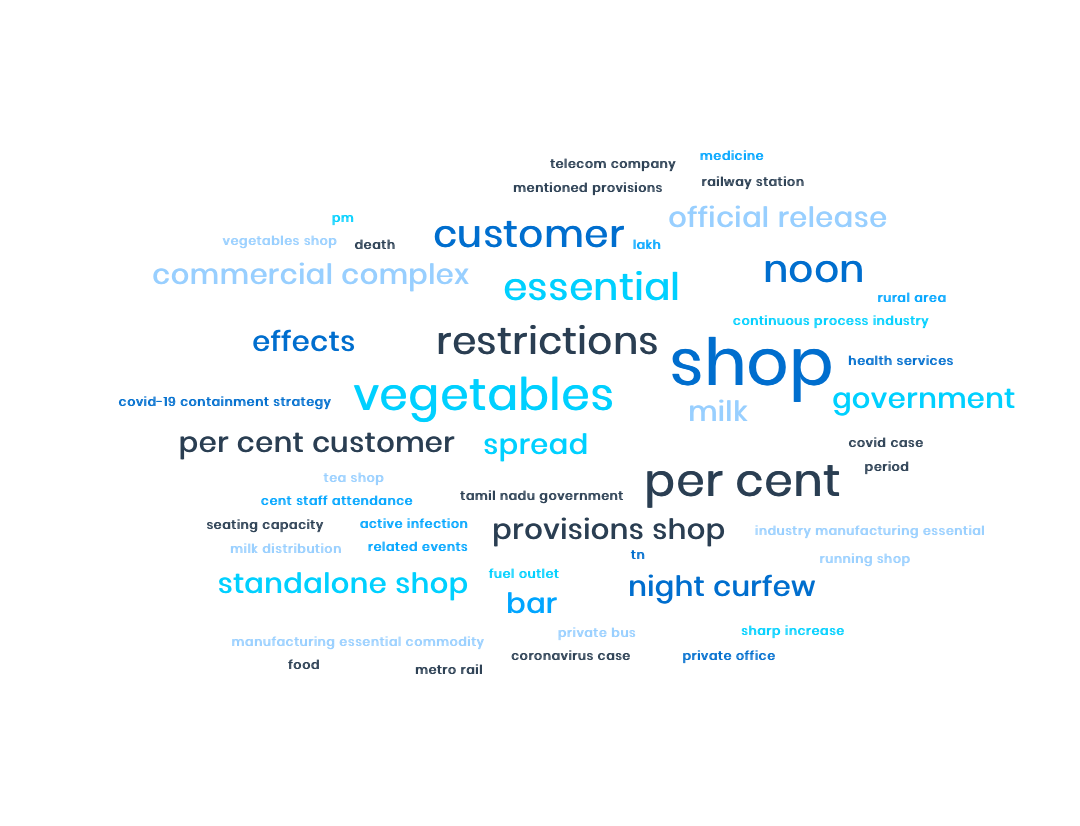 medicine
telecom company
railway station
mentioned provisions
pm
official release
customer
vegetables shop
death
lakh
noon
commercial complex
essential
rural area
continuous process industry
effects
restrictions
shop
health services
vegetables
government
covid-19 containment strategy
milk
per cent customer
spread
covid case
period
tea shop
per cent
cent staff attendance
tamil nadu government
seating capacity
active infection
provisions shop
industry manufacturing essential
milk distribution
related events
tn
running shop
fuel outlet
standalone shop
night curfew
bar
private bus
sharp increase
manufacturing essential commodity
coronavirus case
private office
food
metro rail